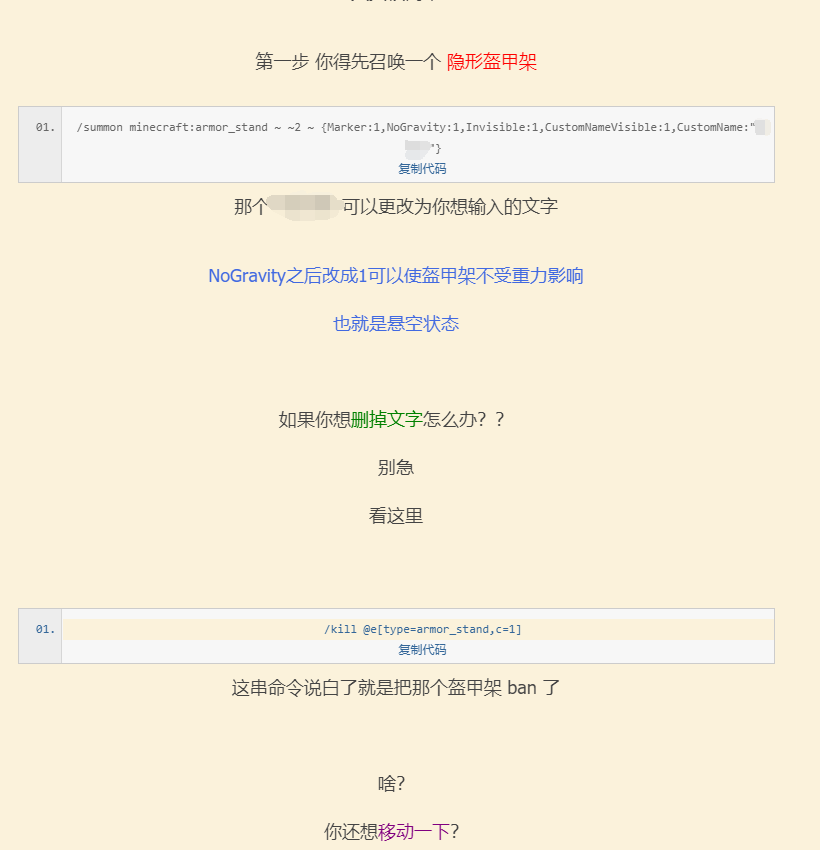 第一步 你得先召唤一个 隐形盔甲架
01. /summon minecraft:armor_stand ~ ~2 ~ {Marker:1,NoGravity:1,Invisible:1,CustomNameVisible:1,CustomName:"
"}
复制代码
那个 可以更改为你想输入的文字
NoGravity之后改成1可以使盔甲架不受重力影响
也就是悬空状态
如果你想删掉文字怎么办？？
别急
看这里
01. /kill @e[type=armor_stand,c=1]
复制代码
这串命令说白了就是把那个盔甲架 ban 了
啥?
你还想移动一下?